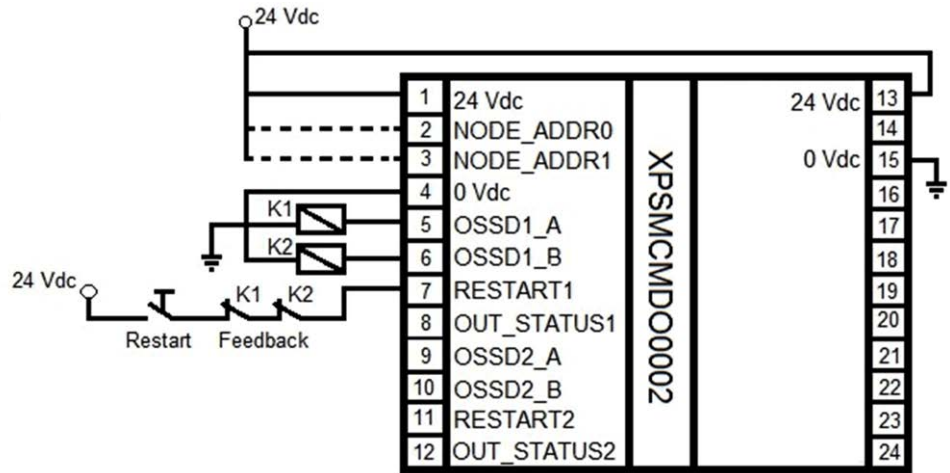 24 Vdc
1 24 Vdc
2 NODE_ADDR0
3 NODE_ADDR1
4 0 Vdc
K1
5 OSSD1_A
K2
6 OSSD1_B
24 Vdc
K1 K2
7 RESTART1
Restart Feedback
8 OUT_STATUS1
9 OSSD2_A
10 OSSD2_B
11 RESTART2
12 OUT_STATUS2
XPSMCMDO0002
24 Vdc 13
14
0 Vdc 15
16
17
18
19
20
21
22
23
24